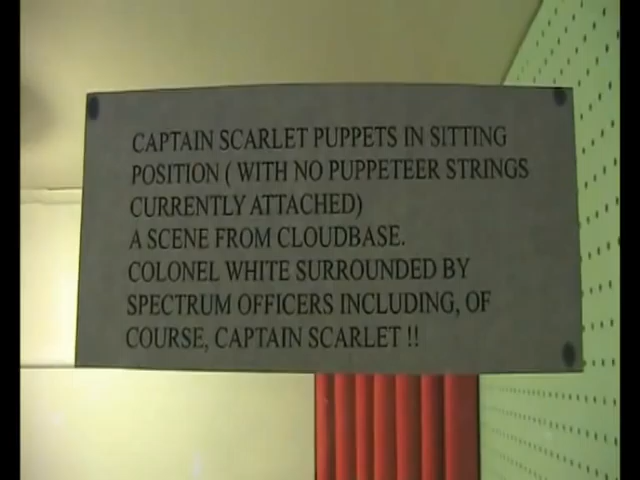 CAPTAIN SCARLET PUPPETS IN SITTING
POSITION ( WITH NO PUPPETEER STRINGS
CURRENTLY ATTACHED)
A SCENE FROM CLOUDBASE.
COLONEL WHITE SURROUNDED BY
SPECTRUM OFFICERS INCLUDING, OF
COURSE, CAPTAIN SCARLET !!